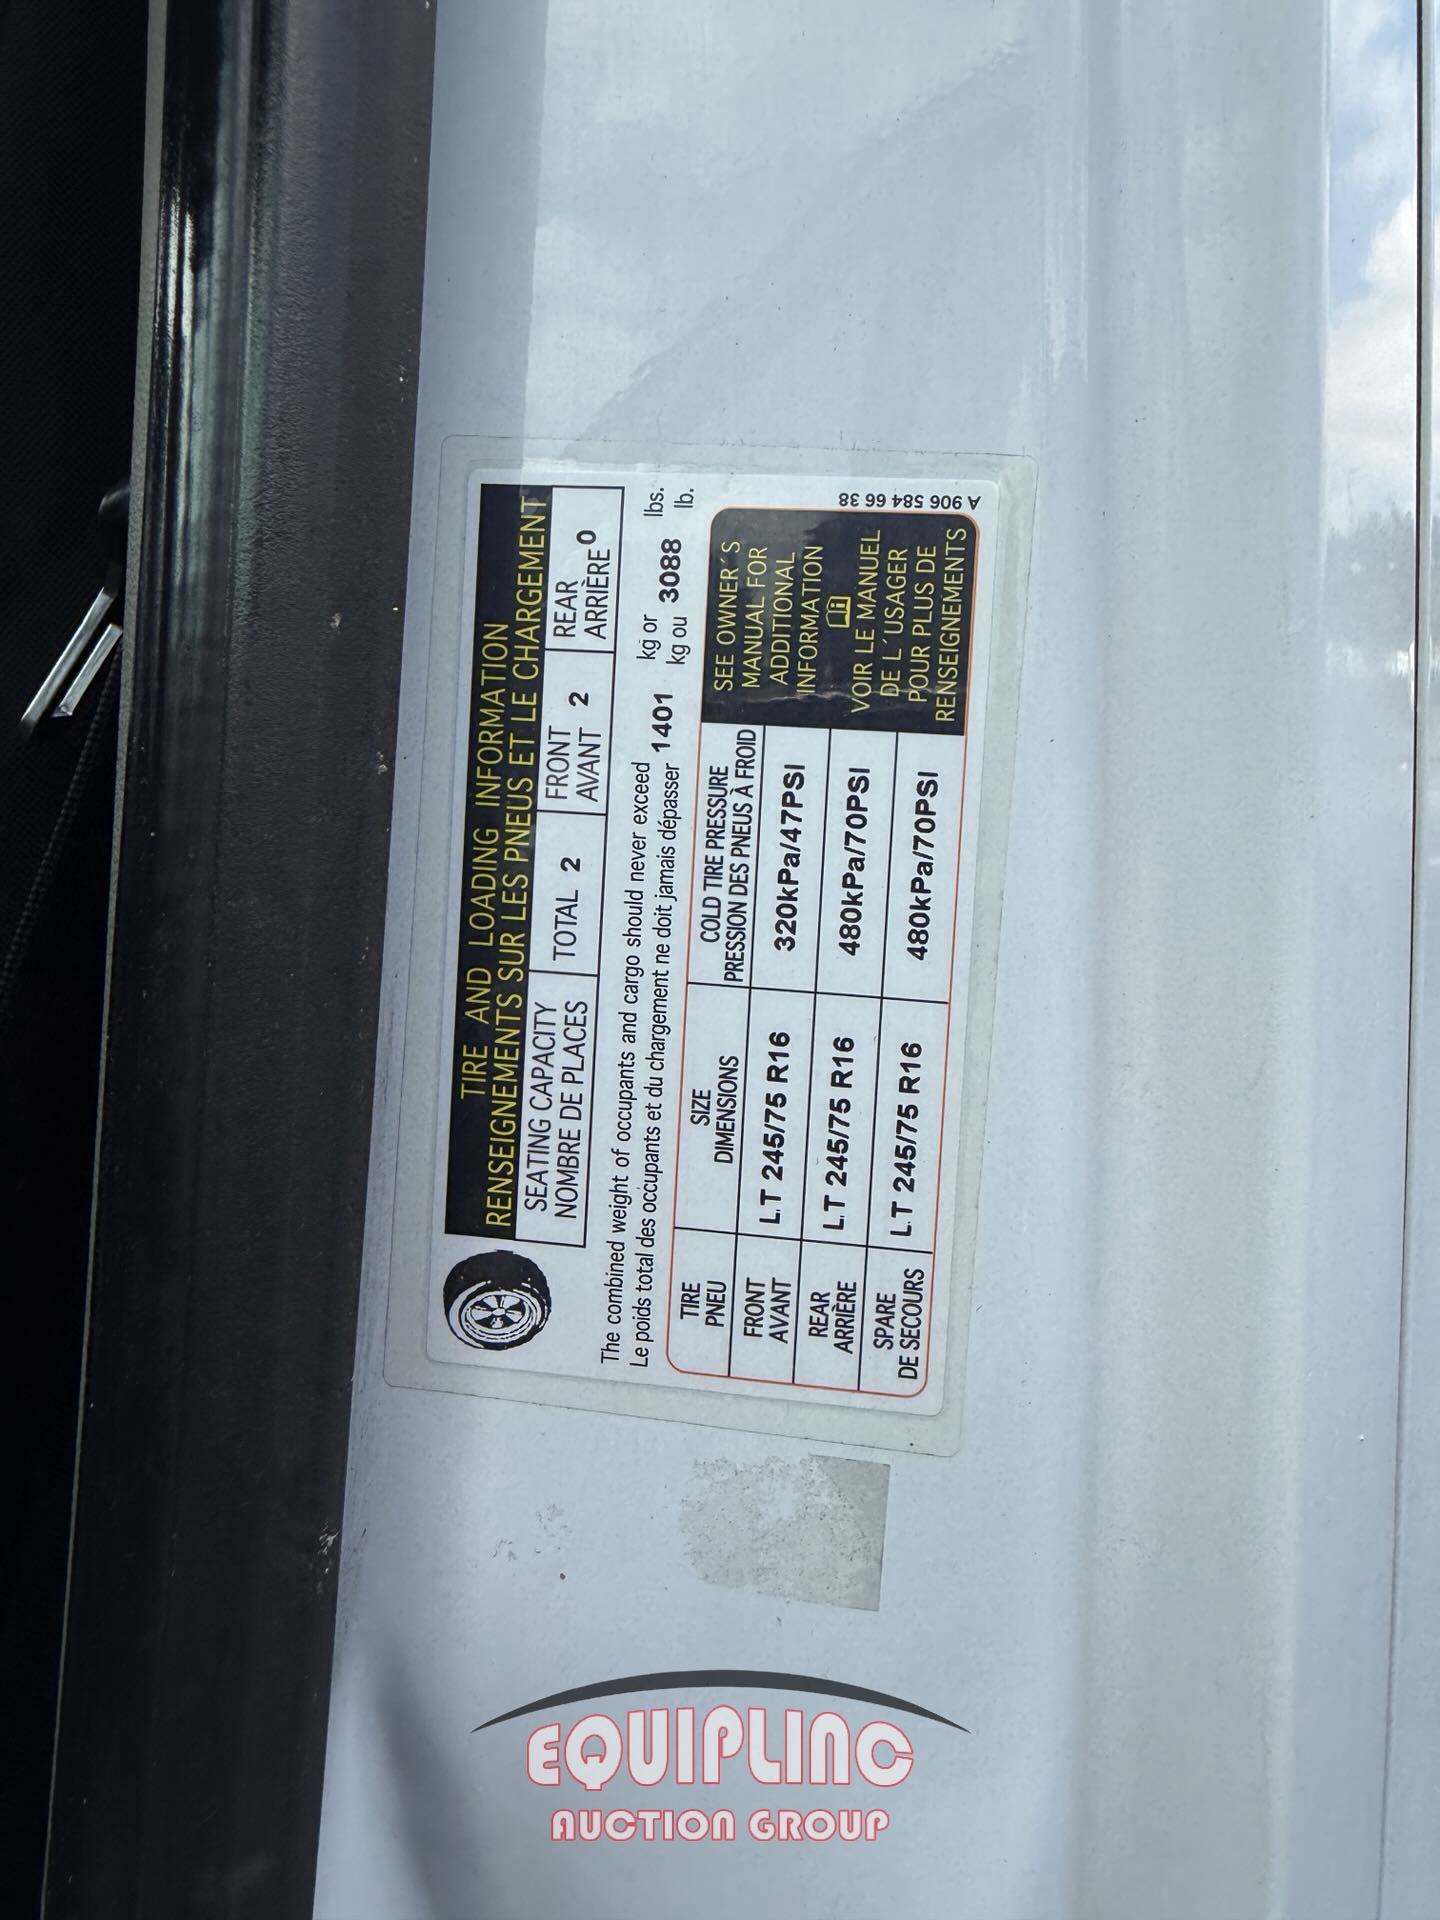 TIRE AND LOADING INFORMATION
RENSEIGNEMENTS SUR LES PNEUS ET LE CHARGEMENT
SEATING CAPACITY
NOMBRE DE PLACES
TOTAL 2
FRONT
AVANT 2
REAR
ARRIÈRE 0
The combined weight of occupants and cargo should never exceed 1401 kg or 3088 lbs.
Le poids total des occupants et du chargement ne doit jamais dépasser kg ou lb.
TIRE
PNEU
SIZE
DIMENSIONS
COLD TIRE PRESSURE
PRESSION DES PNEUS À FROID
FRONT
AVANT
LT 245/75 R16
320kPa/47PSI
REAR
ARRIÈRE
LT 245/75 R16
480kPa/70PSI
SPARE
DE SECOURS
LT 245/75 R16
480kPa/70PSI
SEE OWNER´S
MANUAL FOR
ADDITIONAL
INFORMATION
VOIR LE MANUEL
DE L´USAGER
POUR PLUS DE
RENSEIGNEMENTS
A 906 584 66 38
EQUIPLINC
AUCTION GROUP